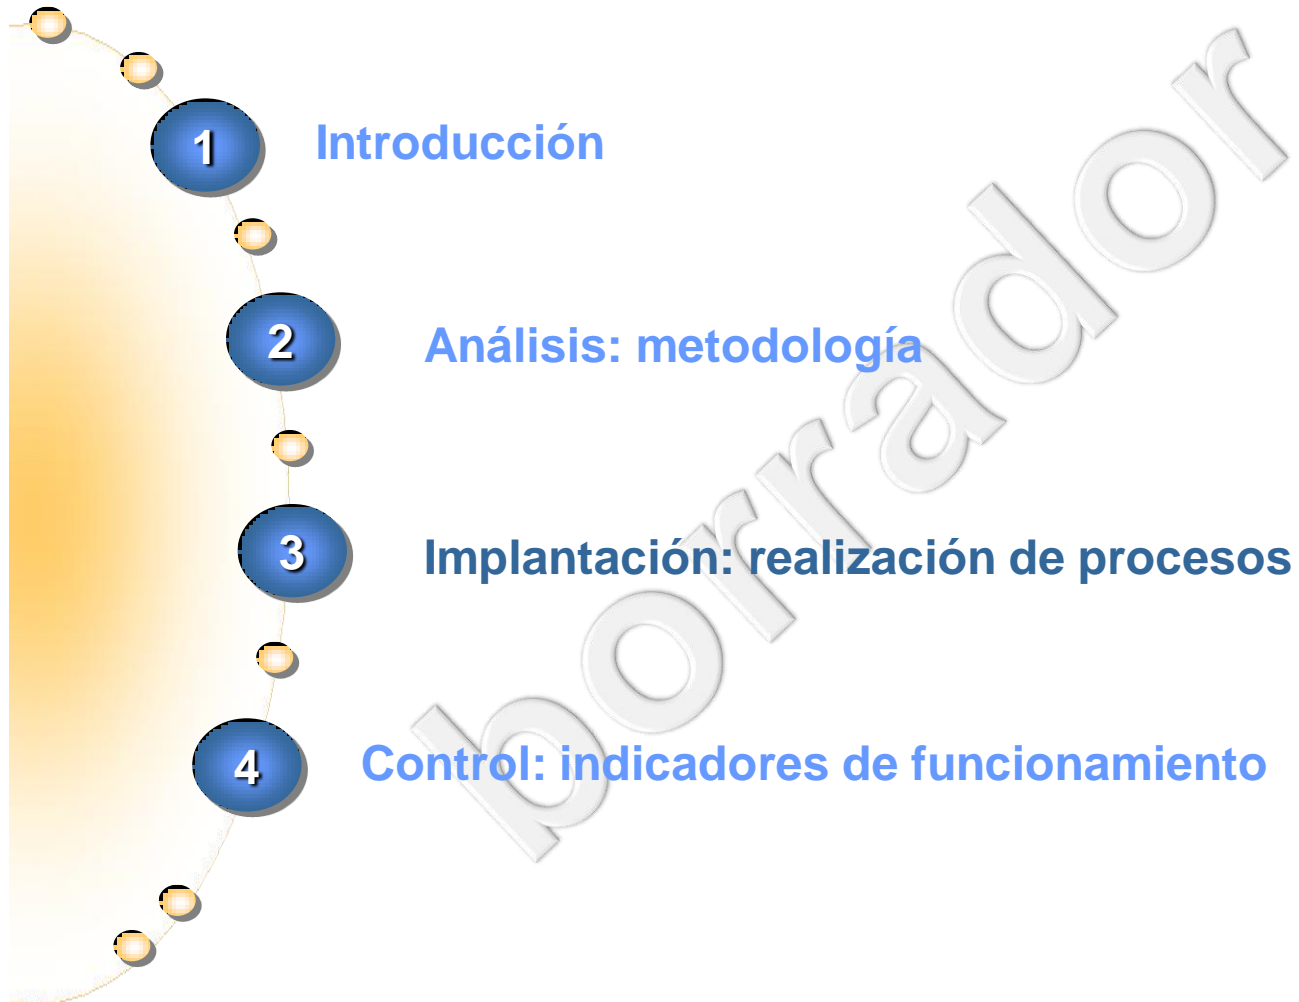 1 Introducción
2 Análisis: metodología
3 Implantación: realización de procesos
4 Control: indicadores de funcionamiento
borrador